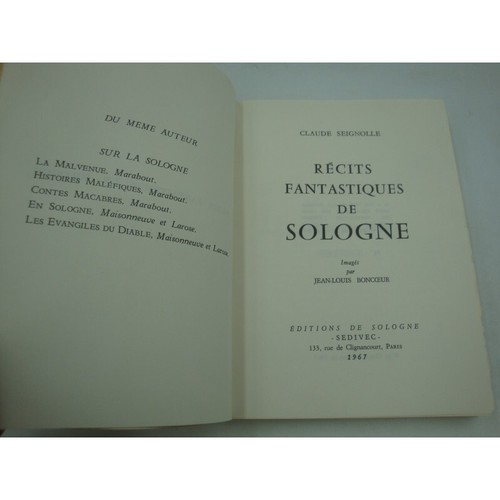 DU MEME AUTEUR
SUR LA SOLOGNE
LA MALVENUE, Marabout.
HISTOIRES MALÉFIQUES, Marabout.
CONTES MACABRES, Marabout.
EN SOLOGNE, Maisonneuve et Larose.
LES EVANGILES DU DIABLE, Maisonneuve et Larose.
CLAUDE SEIGNOLLE
RÉCITS
FANTASTIQUES
DE
SOLOGNE
Imagés
par
JEAN-LOUIS BONCŒUR
ÉDITIONS DE SOLOGNE
- SEDIVEC -
133, rue de Clignancourt, PARIS
1967